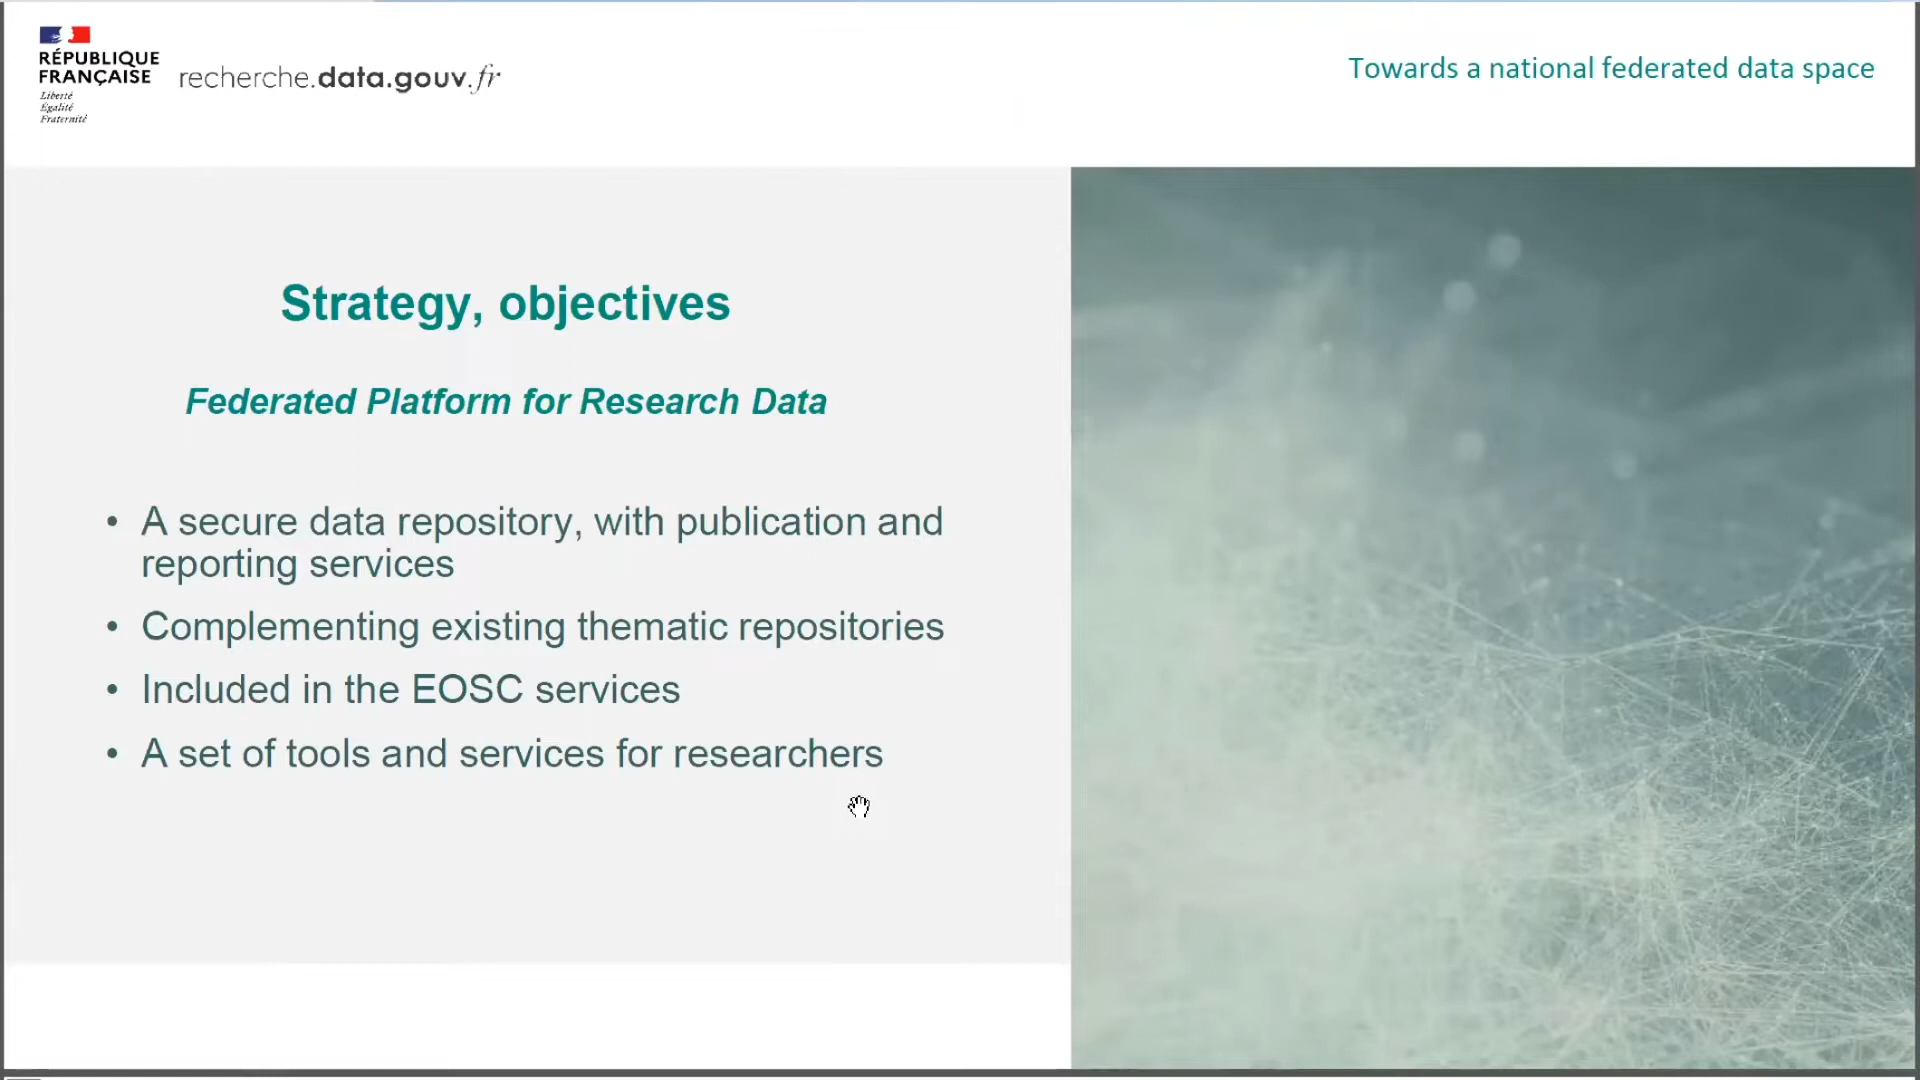 RÉPUBLIQUE
FRANÇAISE
Liberté
Égalité
Fraternité
recherche.data.gouv.fr
Towards a national federated data space
Strategy, objectives
Federated Platform for Research Data
• A secure data repository, with publication and
reporting services
• Complementing existing thematic repositories
• Included in the EOSC services
• A set of tools and services for researchers